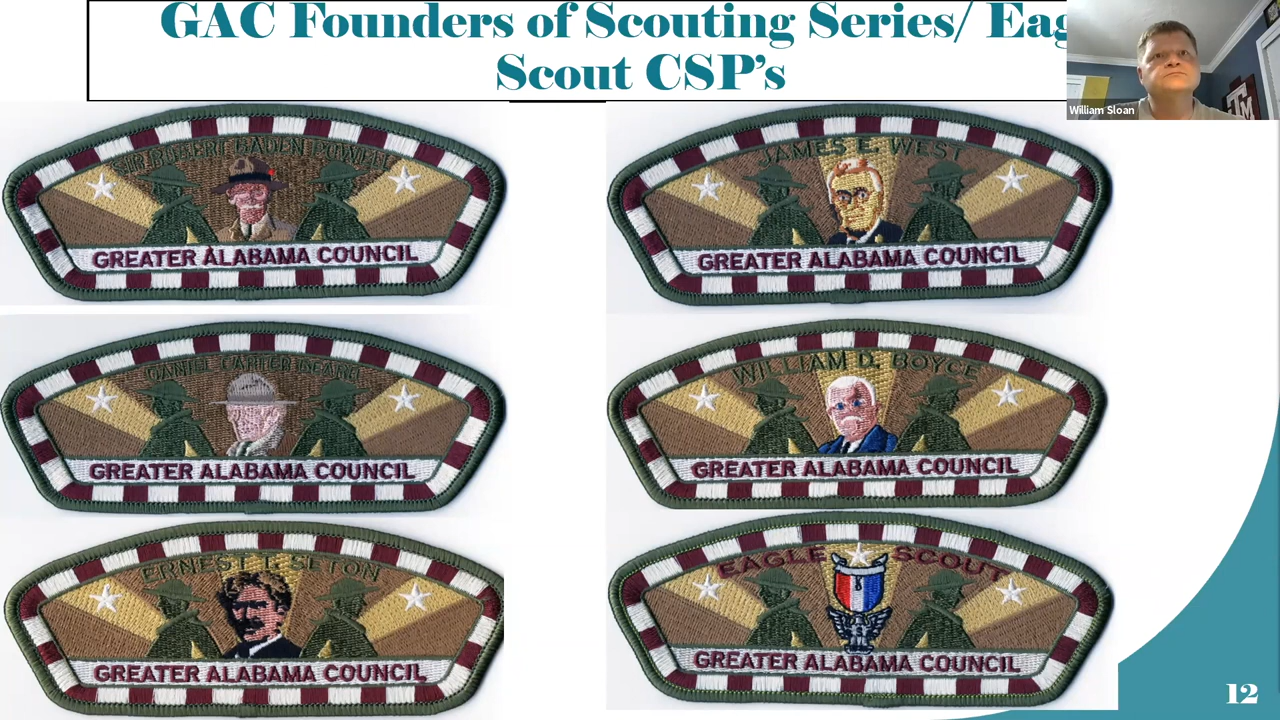 GAC Founders of Scouting Series/ Eag
Scout CSP's
William Sloan
SIR ROBERT BADEN POWELL
GREATER ALABAMA COUNCIL
JAMES E. WEST
GREATER ALABAMA COUNCIL
DANIEL CARTER BEARD
GREATER ALABAMA COUNCIL
WILLIAM D. BOYCE
GREATER ALABAMA COUNCIL
ERNEST T. SETON
GREATER ALABAMA COUNCIL
EAGLE SCOUT
GREATER ALABAMA COUNCIL
12